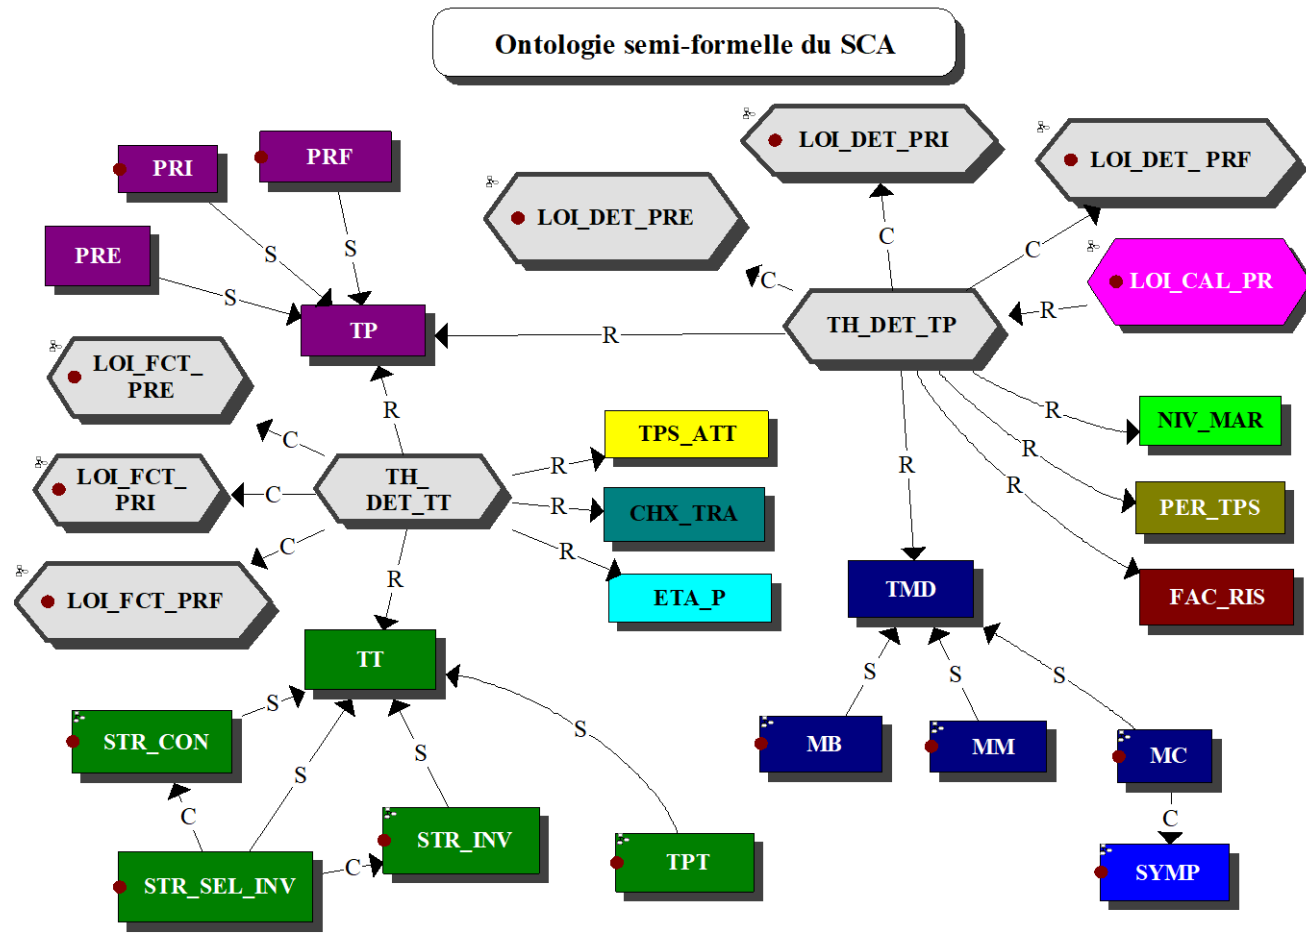 Ontologie semi-formelle du SCA
PRI
PRF
LOI_DET_PRI
LOI_DET_ PRF
LOI_DET_PRE
PRE
S
S
S
C
C
C
LOI_CAL_PR
R
TP
R
TH_DET_TP
LOI_FCT_
PRE
R
C
TPS_ATT
R
NIV_MAR
R
R
R
LOI_FCT_
PRI
C
TH_
DET_TT
R
CHX_TRA
PER_TPS
C
R
ETA_P
LOI_FCT_PRF
R
TMD
FAC_RIS
TT
S
S
S
S
S
S
S
STR_CON
MB
MM
MC
C
C
STR_INV
TPT
C
STR_SEL_INV
SYMP